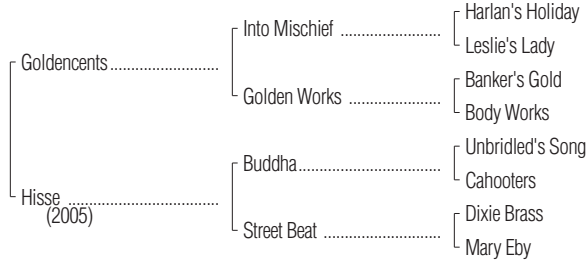 Harlan's Holiday
Into Mischief ....................
Leslie's Lady
Goldencents......................
Banker's Gold
Golden Works ..................
Body Works
Unbridled's Song
Buddha............................
Cahooters
Hisse ................................
(2005)
Dixie Brass
Street Beat .......................
Mary Eby